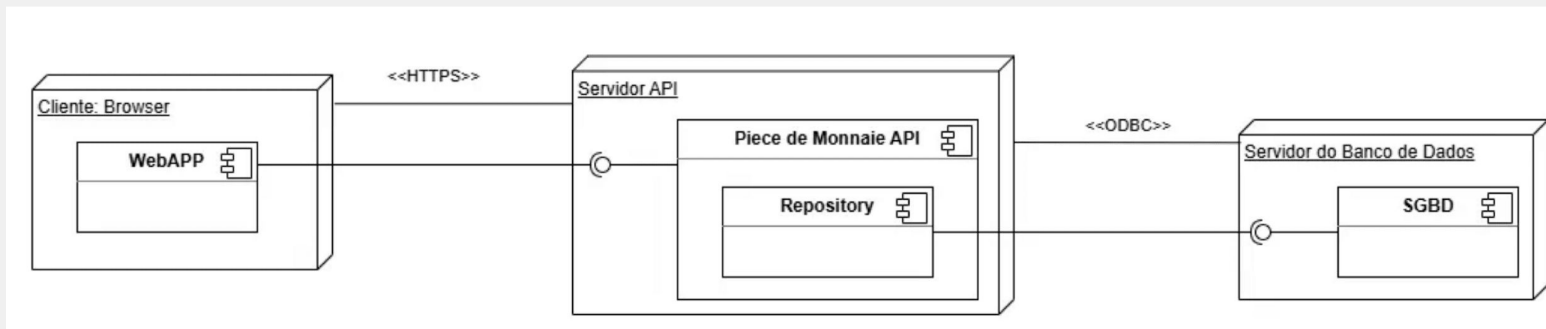 <<HTTPS>>
Cliente: Browser
WebAPP
Servidor API
Piece de Monnaie API
Repository
<<ODBC>>
Servidor do Banco de Dados
SGBD